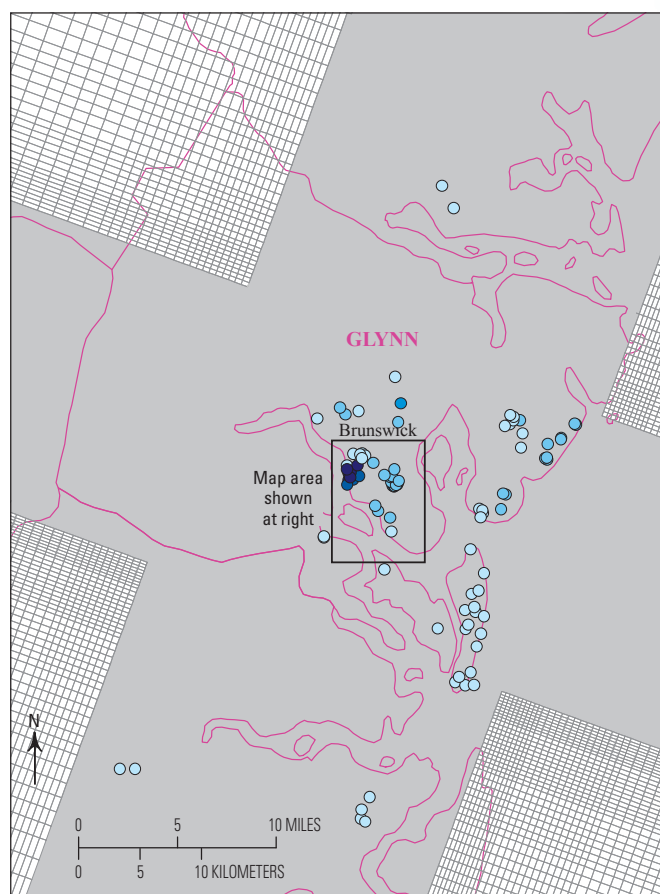 GLYNN
Brunswick
Map area
shown
at right
N
0 5 10 MILES
0 5 10 KILOMETERS